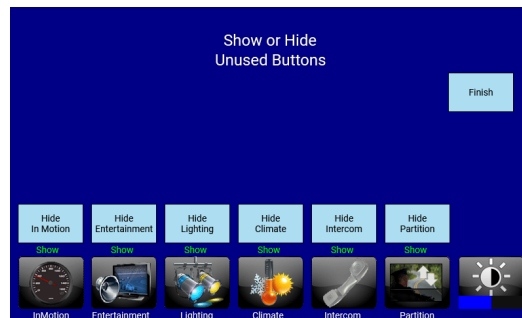 Show or Hide
Unused Buttons
Finish
Hide
In Motion
Hide
Entertainment
Hide
Lighting
Hide
Climate
Hide
Intercom
Hide
Partition
Show
Show
Show
Show
Show
Show
InMotion
Entertainment
Lighting
Climate
Intercom
Partition